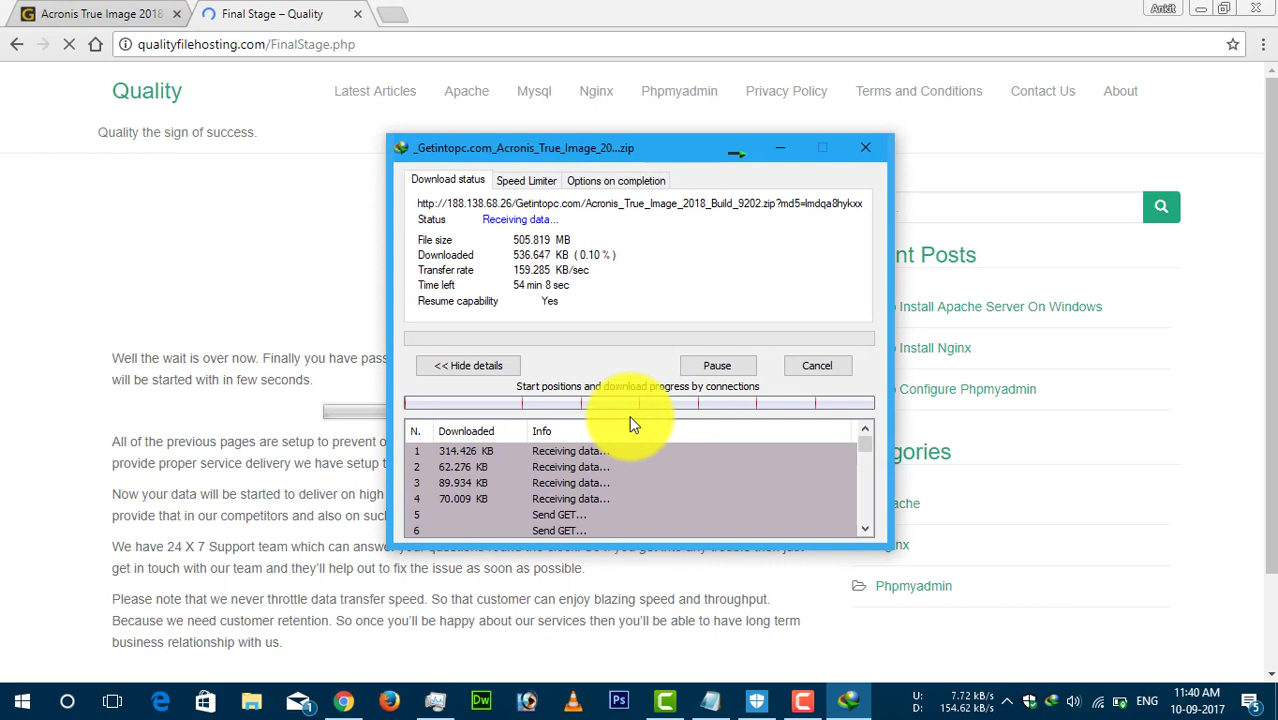 Acronis True Image 2018
Final Stage – Quality
Ankit
qualityfilehosting.com/FinalStage.php
Quality
Latest Articles
Apache
Mysql
Nginx
Phpmyadmin
Privacy Policy
Terms and Conditions
Contact Us
About
Quality the sign of success.
_Getintopc.com_Acronis_True_Image_20...zip
Download status
Speed Limiter
Options on completion
http://188.138.68.26/Getintopc.com/Acronis_True_Image_2018_Build_9202.zip?md5=lmdqa8hykxx
Status Receiving data...
File size 505.819 MB
Downloaded 536.647 KB ( 0.10 % )
Transfer rate 159.285 KB/sec
Time left 54 min 8 sec
Resume capability Yes
<< Hide details
Pause
Cancel
Start positions and download progress by connections
N. Downloaded Info
1 314.426 KB Receiving data...
2 62.276 KB Receiving data...
3 89.934 KB Receiving data...
4 70.009 KB Receiving data...
5 Send GET...
6 Send GET...
Well the wait is over now. Finally you have pass
will be started with in few seconds.
All of the previous pages are setup to prevent
provide proper service delivery we have setup
Now your data will be started to deliver on high
provide that in our competitors and also on
We have 24 X 7 Support team which can
get in touch with our team and they'll help out to fix the issue as soon as possible.
Please note that we never throttle data transfer speed. So that customer can enjoy blazing speed and throughput.
Because we need customer retention. So once you'll be happy about our services then you'll be able to have long term
business relationship with us.
nt Posts
Install Apache Server On Windows
Install Nginx
Configure Phpmyadmin
egories
ache
inx
Phpmyadmin
U: 7.72 kB/s
D: 154.62 kB/s
ENG
11:40 AM
10-09-2017
1
5
Dw
Ps